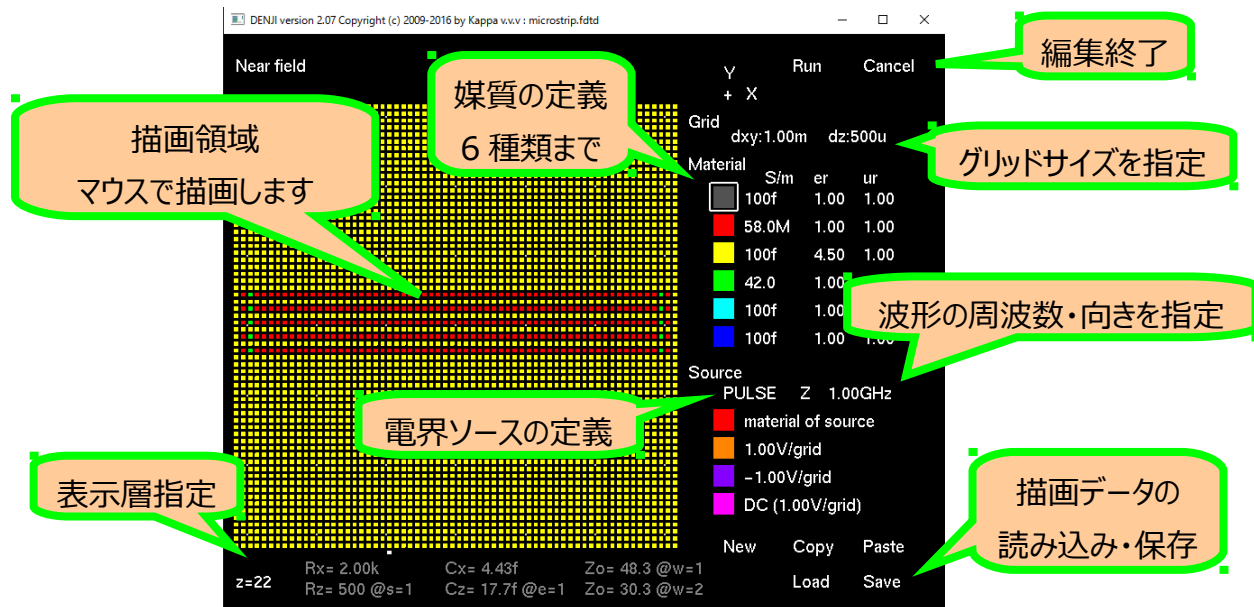 DENJI version 2.07 Copyright (c) 2009-2016 by Kappa v.v.v : microstrip.fdtd
Near field
Y
+ X
Run Cancel
編集終了
媒質の定義
6 種類まで
描画領域
マウスで描画します
Grid
dxy:1.00m dz:500u
グリッドサイズを指定
Material
S/m er ur
100f 1.00 1.00
58.0M 1.00 1.00
100f 4.50 1.00
42.0 1.00
100f 1.00
100f 1.00 1.00
波形の周波数・向きを指定
Source
PULSE Z 1.00GHz
電界ソースの定義
material of source
1.00V/grid
-1.00V/grid
DC (1.00V/grid)
表示層指定
描画データの
読み込み・保存
New Copy Paste
Load Save
z=22
Rx= 2.00k Cx= 4.43f Zo= 48.3 @w=1
Rz= 500 @s=1 Cz= 17.7f @e=1 Zo= 30.3 @w=2